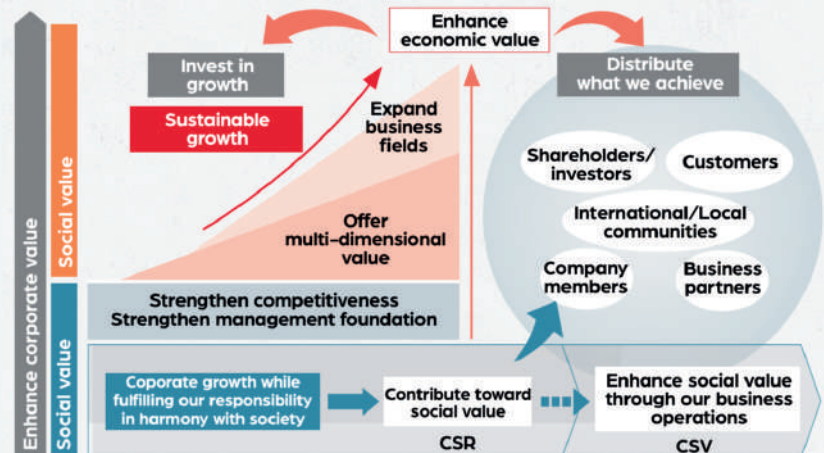 Enhance corporate value
Social value
Social value
Enhance
economic value
Invest in
growth
Sustainable
growth
Expand
business
fields
Offer
multi-dimensional
value
Strengthen competitiveness
Strengthen management foundation
Distribute
what we achieve
Shareholders/
investors
Customers
International/Local
communities
Company
members
Business
partners
Coporate growth while
fulfilling our responsibility
in harmony with society
Contribute toward
social value
CSR
Enhance social value
through our business
operations
CSV